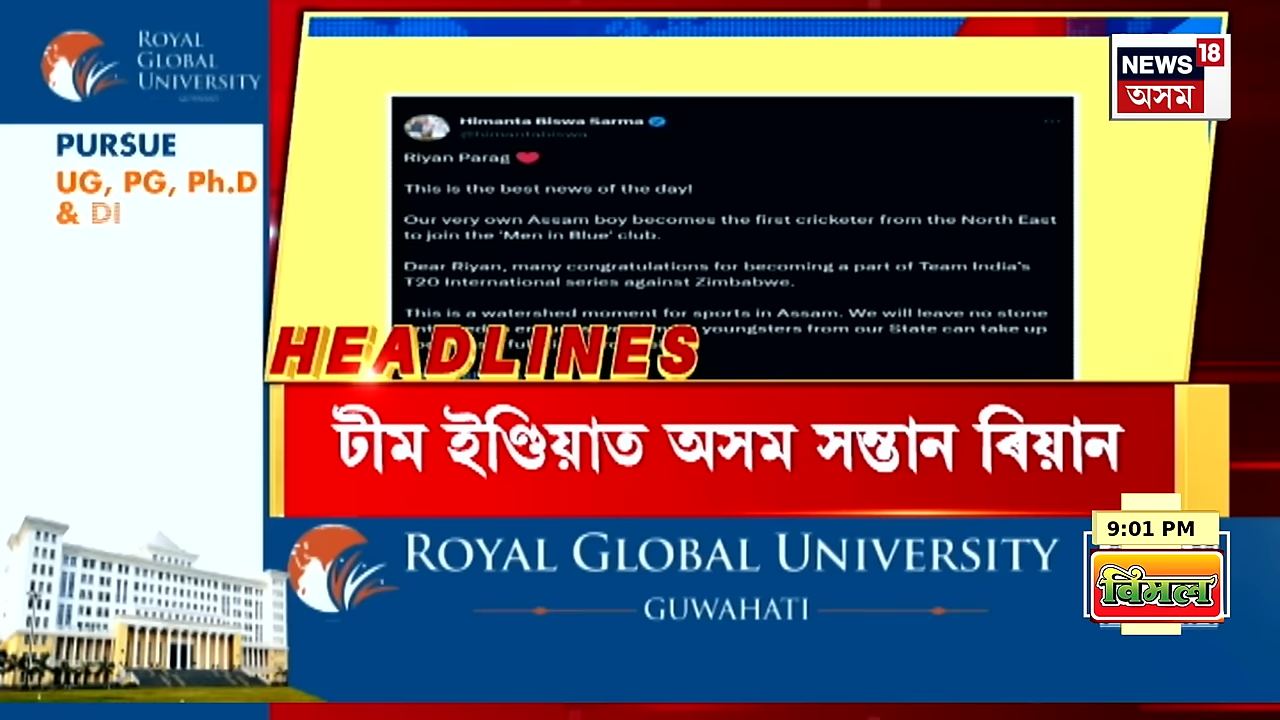 ROYAL
GLOBAL
UNIVERSITY
GUWAHATI
PURSUE
UG, PG, Ph.D
& DI
NEWS 18
অসম
Himanta Biswa Sarma
@himantabiswa
Riyan Parag ❤️
This is the best news of the day!
Our very own Assam boy becomes the first cricketer from the North East
to join the 'Men in Blue' club.
Dear Riyan, many congratulations for becoming a part of Team India's
T20 International series against Zimbabwe.
This is a watershed moment for sports in Assam. We will leave no stone
youngsters from our State can take up
HEADLINES
টীম ইণ্ডিয়াত অসম সন্তান ৰিয়ান
ROYAL GLOBAL UNIVERSITY
GUWAHATI
9:01 PM
विमल